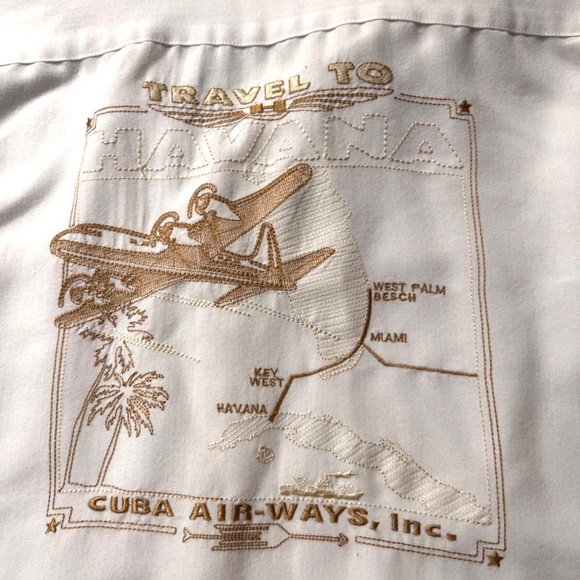 TRAVEL TO
HAVANA
WEST PALM
BESCH
MIAMI
KEY
WEST
HAVANA
CUBA AIR-WAYS, Inc.